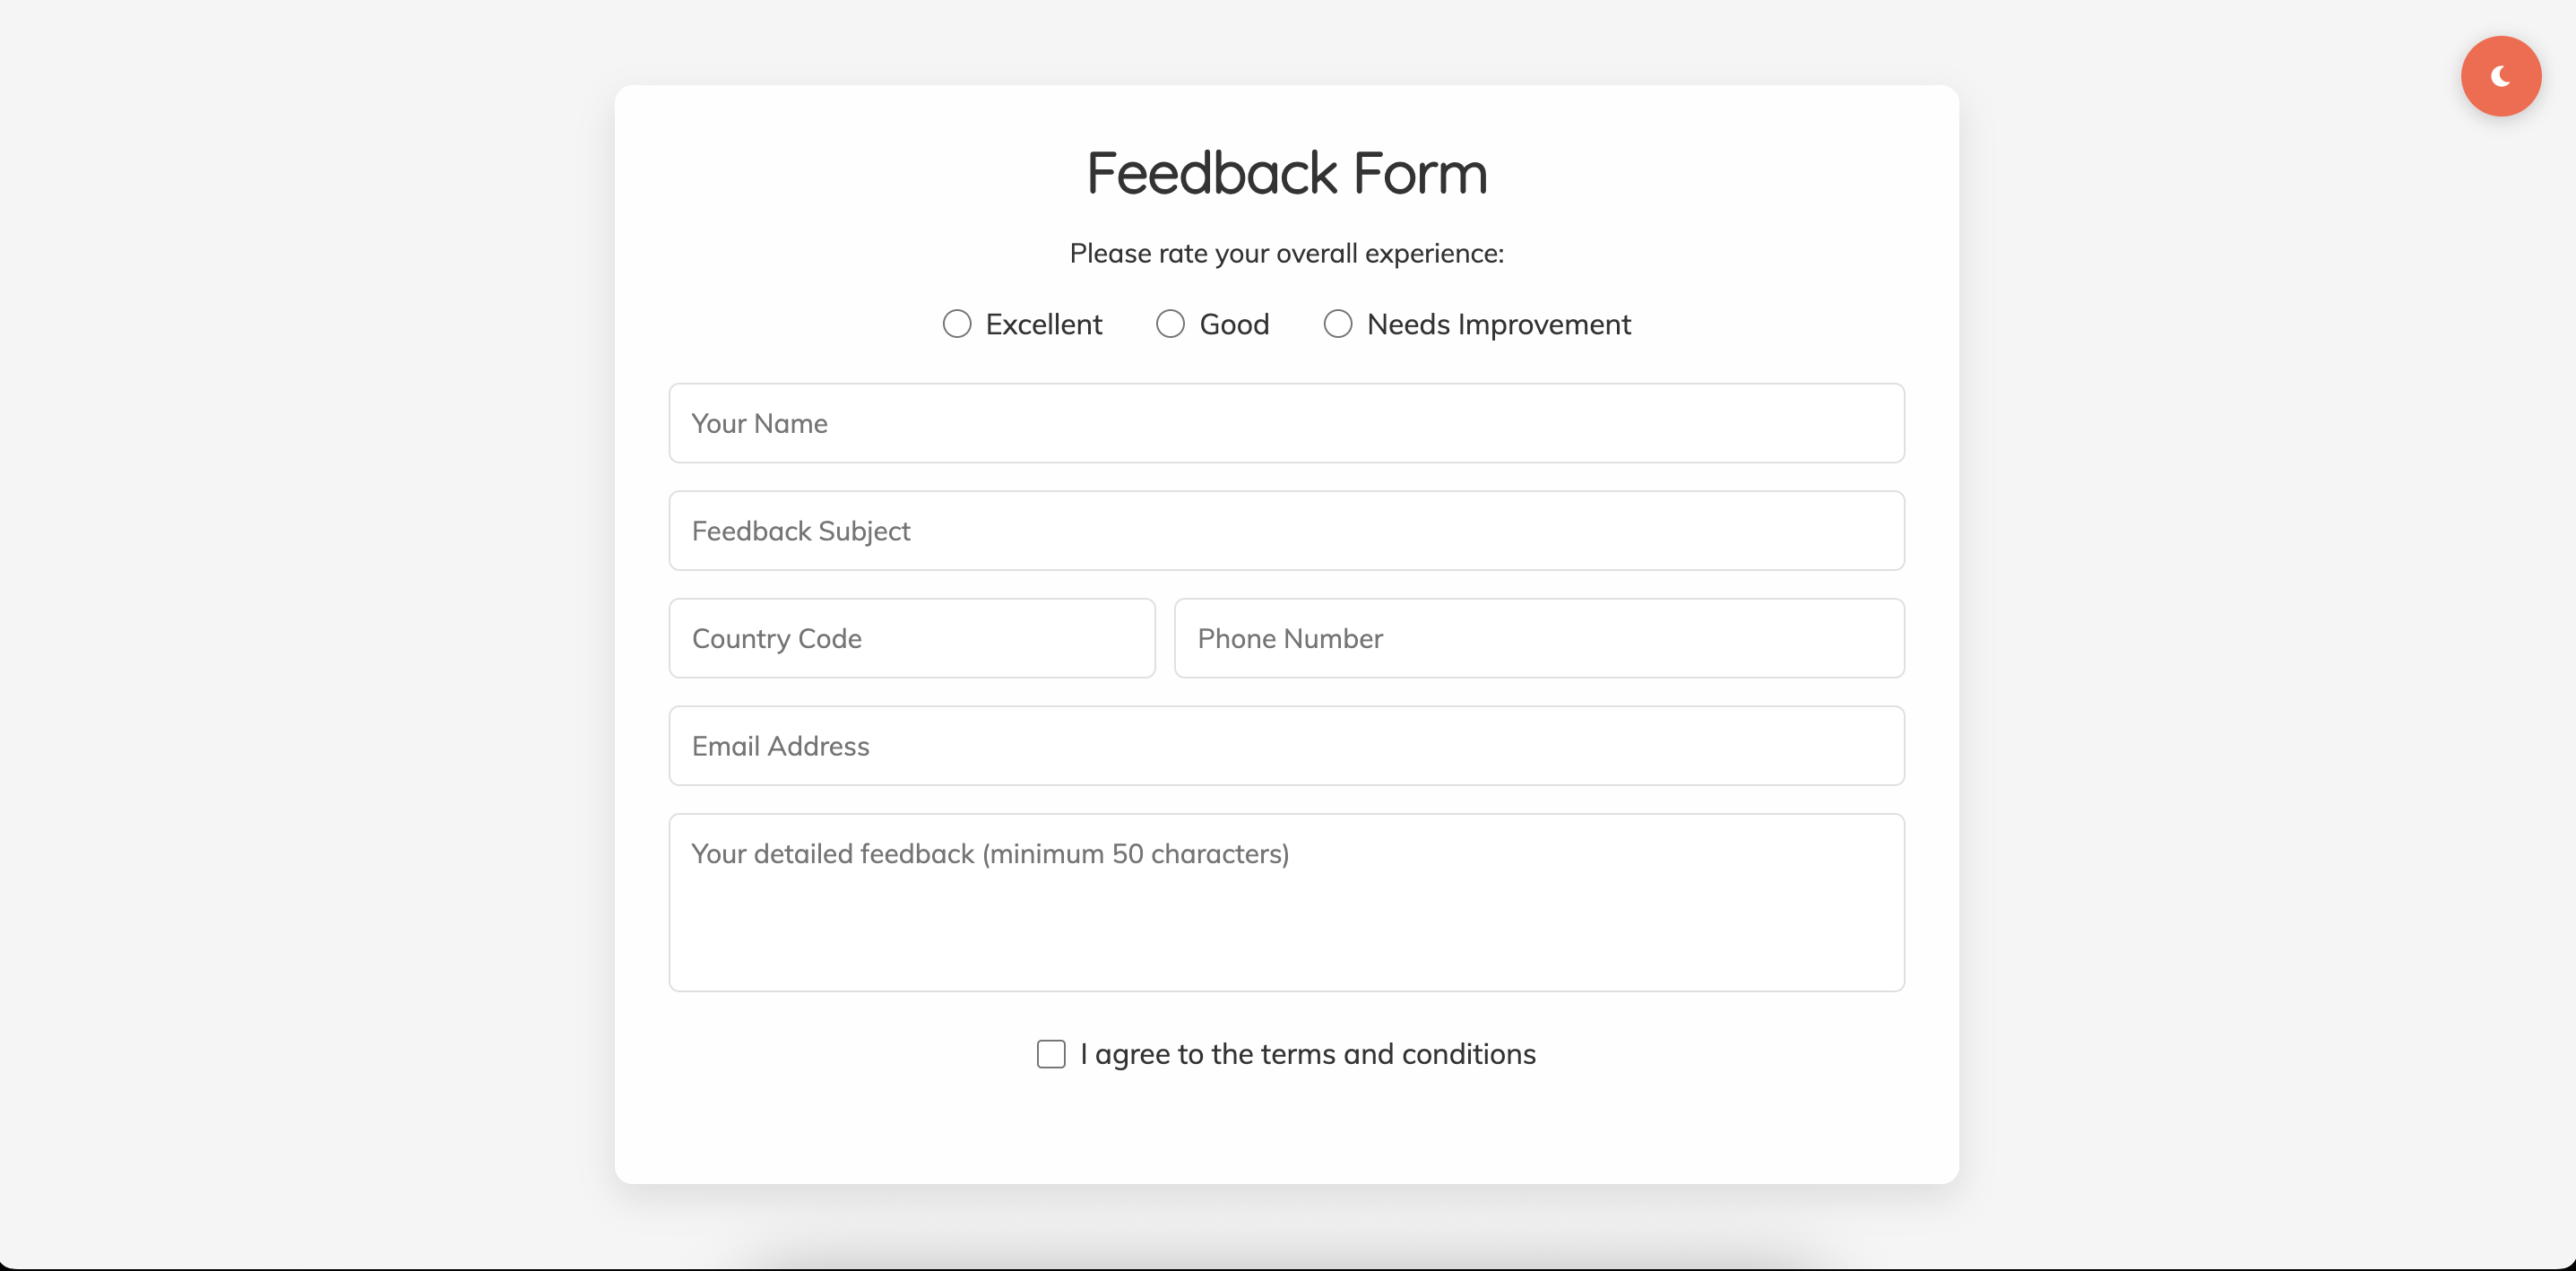 Feedback Form
Please rate your overall experience:
Excellent Good Needs Improvement
Your Name
Feedback Subject
Country Code Phone Number
Email Address
Your detailed feedback (minimum 50 characters)
I agree to the terms and conditions